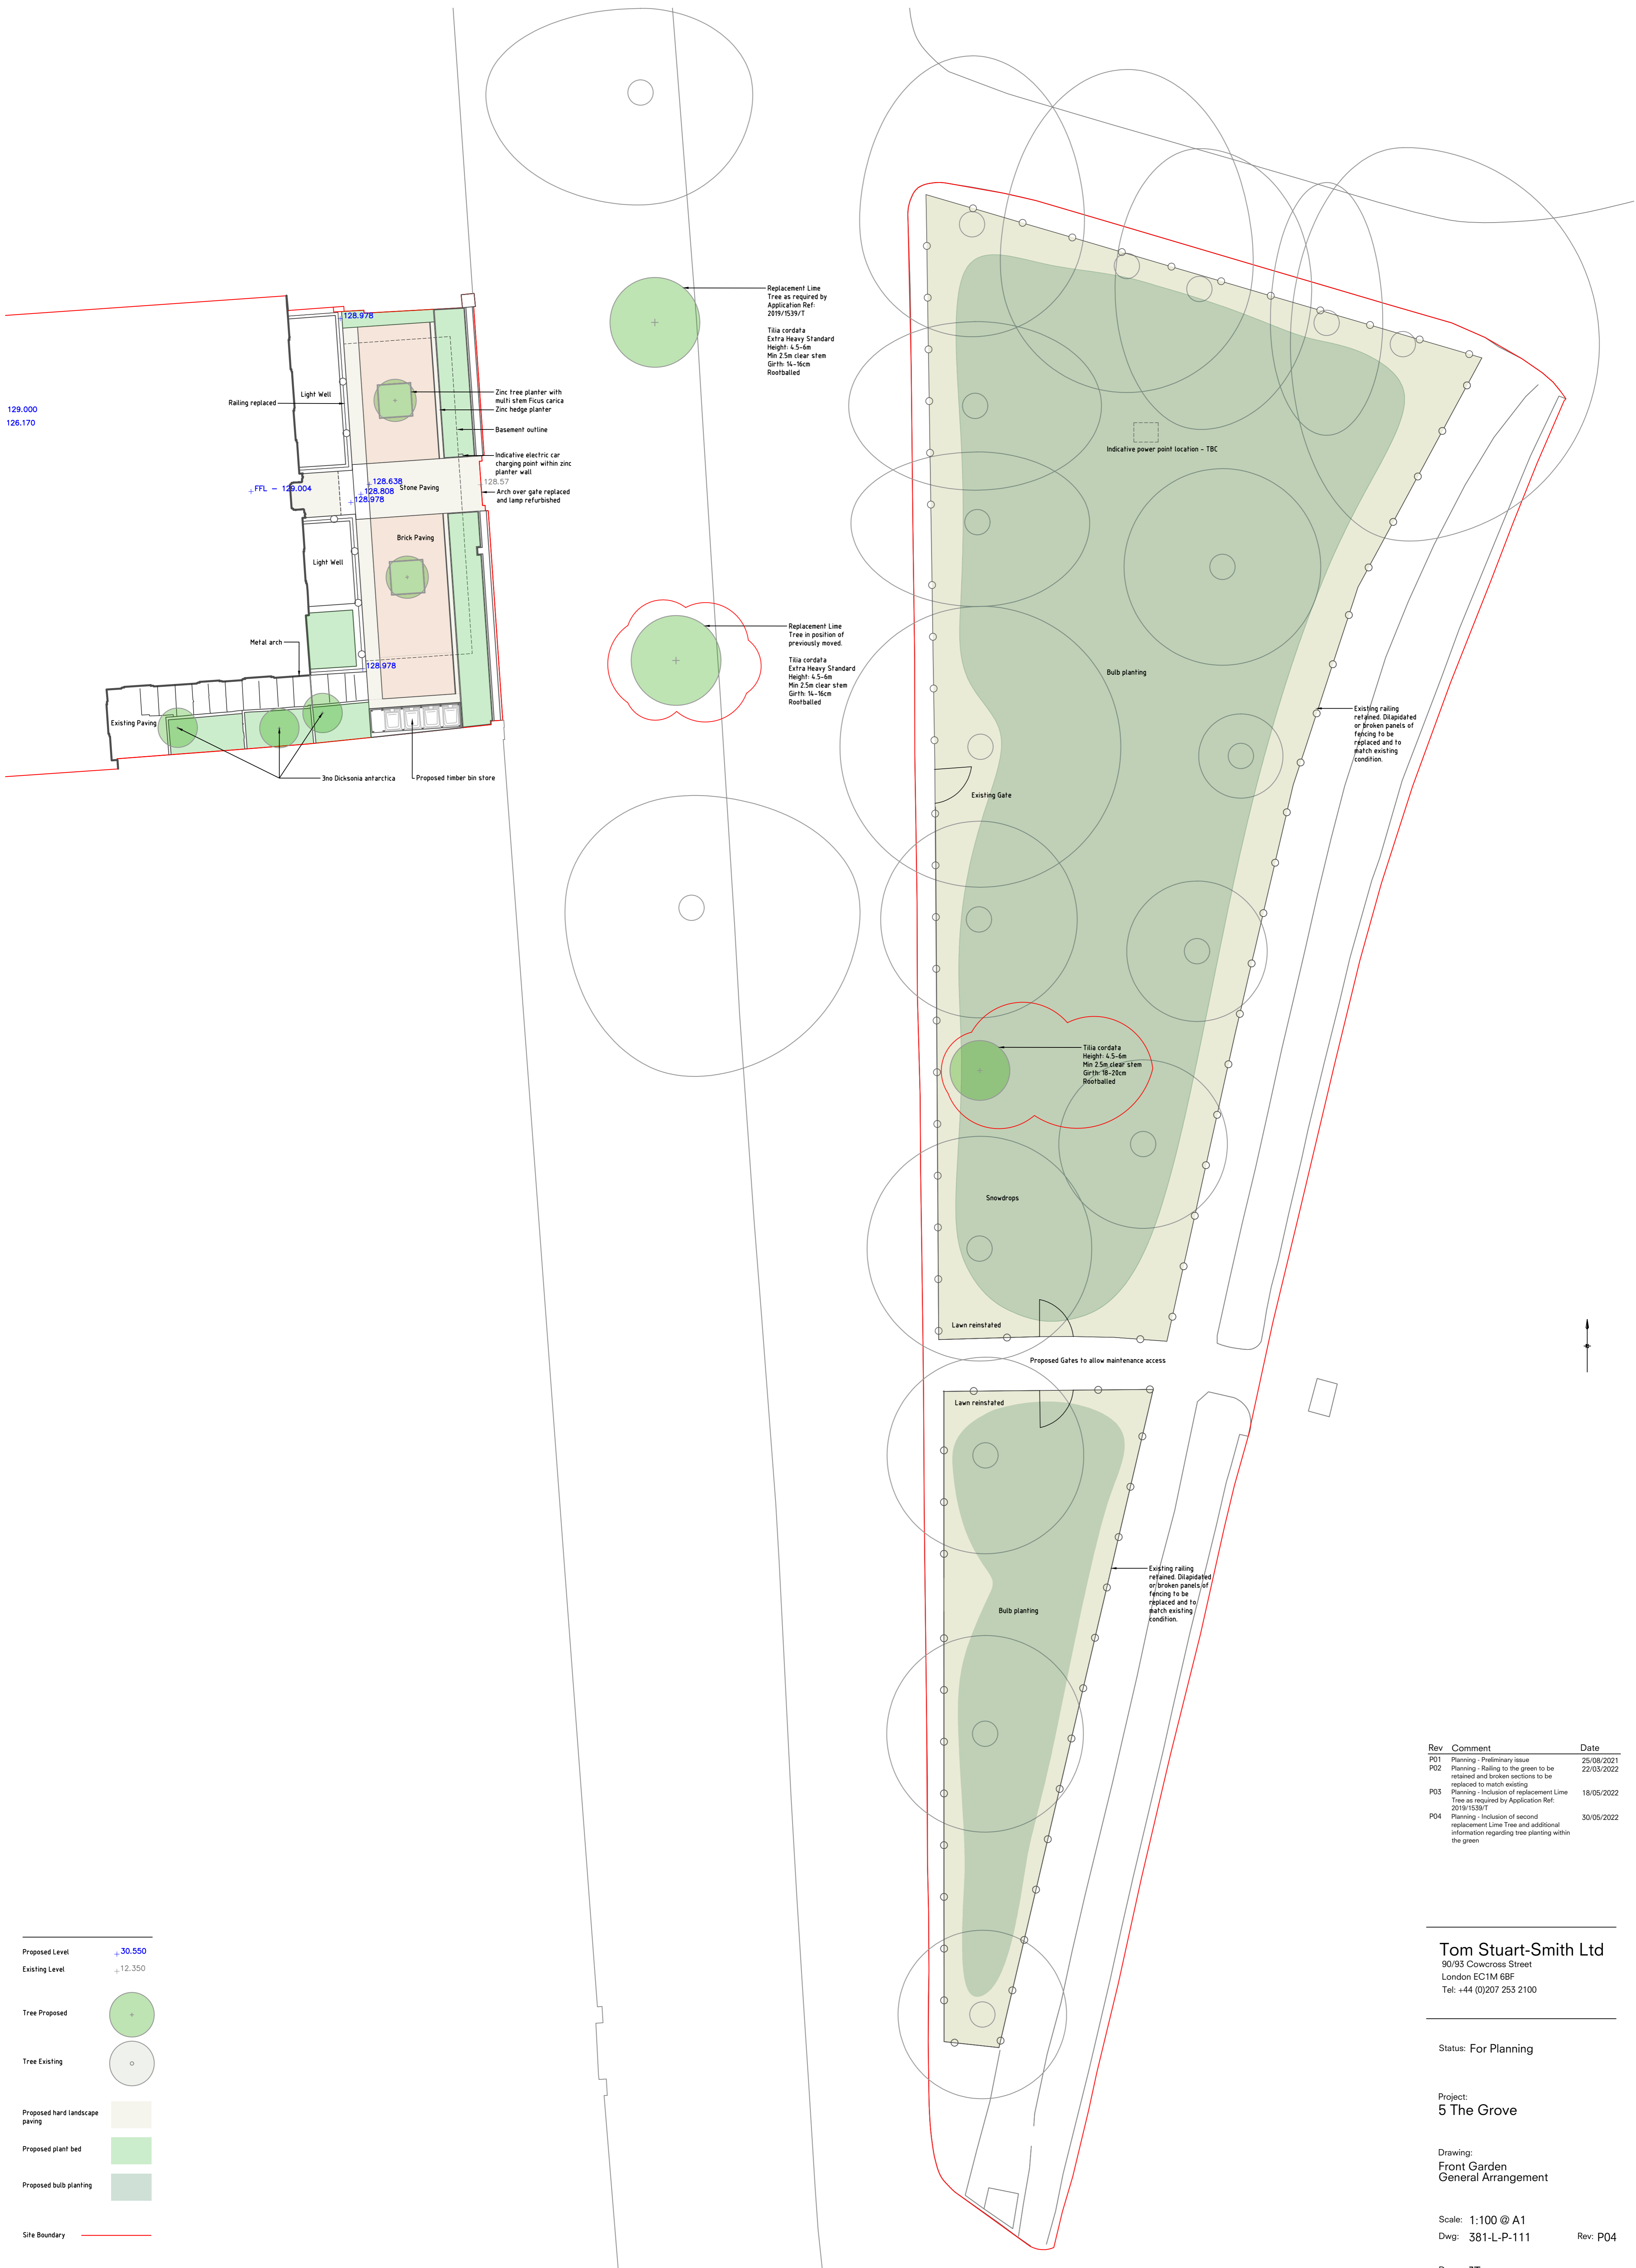 Replacement Lime
Tree as required by
Application Ref:
2019/1539/T
Tilia cordata
Extra Heavy Standard
Height: 4.5-6m
Min 2.5m clear stem
Girth: 14-16cm
Rootballed
128.978
Light Well
Railing replaced
Zinc tree planter with
multi stem Ficus carica
Zinc hedge planter
129.000
126.170
Basement outline
Indicative electric car
charging point within zinc
planter wall
Indicative power point location - TBC
128.638
128.57
FFL - 129.004
128.808
128.978
Stone Paving
Arch over gate replaced
and lamp refurbished
Brick Paving
Light Well
Metal arch
128.978
Replacement Lime
Tree in position of
previously moved.
Tilia cordata
Extra Heavy Standard
Height: 4.5-6m
Min 2.5m clear stem
Girth: 14-16cm
Rootballed
Bulb planting
Existing Paving
3no Dicksonia antarctica
Proposed timber bin store
Existing railing
retained. Dilapidated
or broken panels of
fencing to be
replaced and to
match existing
condition.
Existing Gate
Tilia cordata
Height: 4.5-6m
Min 2.5m clear stem
Girth: 18-20cm
Rootballed
Snowdrops
Lawn reinstated
Proposed Gates to allow maintenance access
Lawn reinstated
Existing railing
retained. Dilapidated
or broken panels of
fencing to be
replaced and to
match existing
condition.
Bulb planting
Rev Comment Date
P01 Planning - Preliminary issue 25/08/2021
P02 Planning - Railing to the green to be 22/03/2022
retained and broken sections to be
replaced to match existing
P03 Planning - Inclusion of replacement Lime 18/05/2022
Tree as required by Application Ref:
2019/1539/T
P04 Planning - Inclusion of second 30/05/2022
replacement Lime Tree and additional
information regarding tree planting within
the green
Proposed Level 30.550
Existing Level 12.350
Tree Proposed
Tree Existing
Proposed hard landscape
paving
Proposed plant bed
Proposed bulb planting
Site Boundary
Tom Stuart-Smith Ltd
90/93 Cowcross Street
London EC1M 6BF
Tel: +44 (0)207 253 2100
Status: For Planning
Project:
5 The Grove
Drawing:
Front Garden
General Arrangement
Scale: 1:100 @ A1
Dwg: 381-L-P-111 Rev: P04